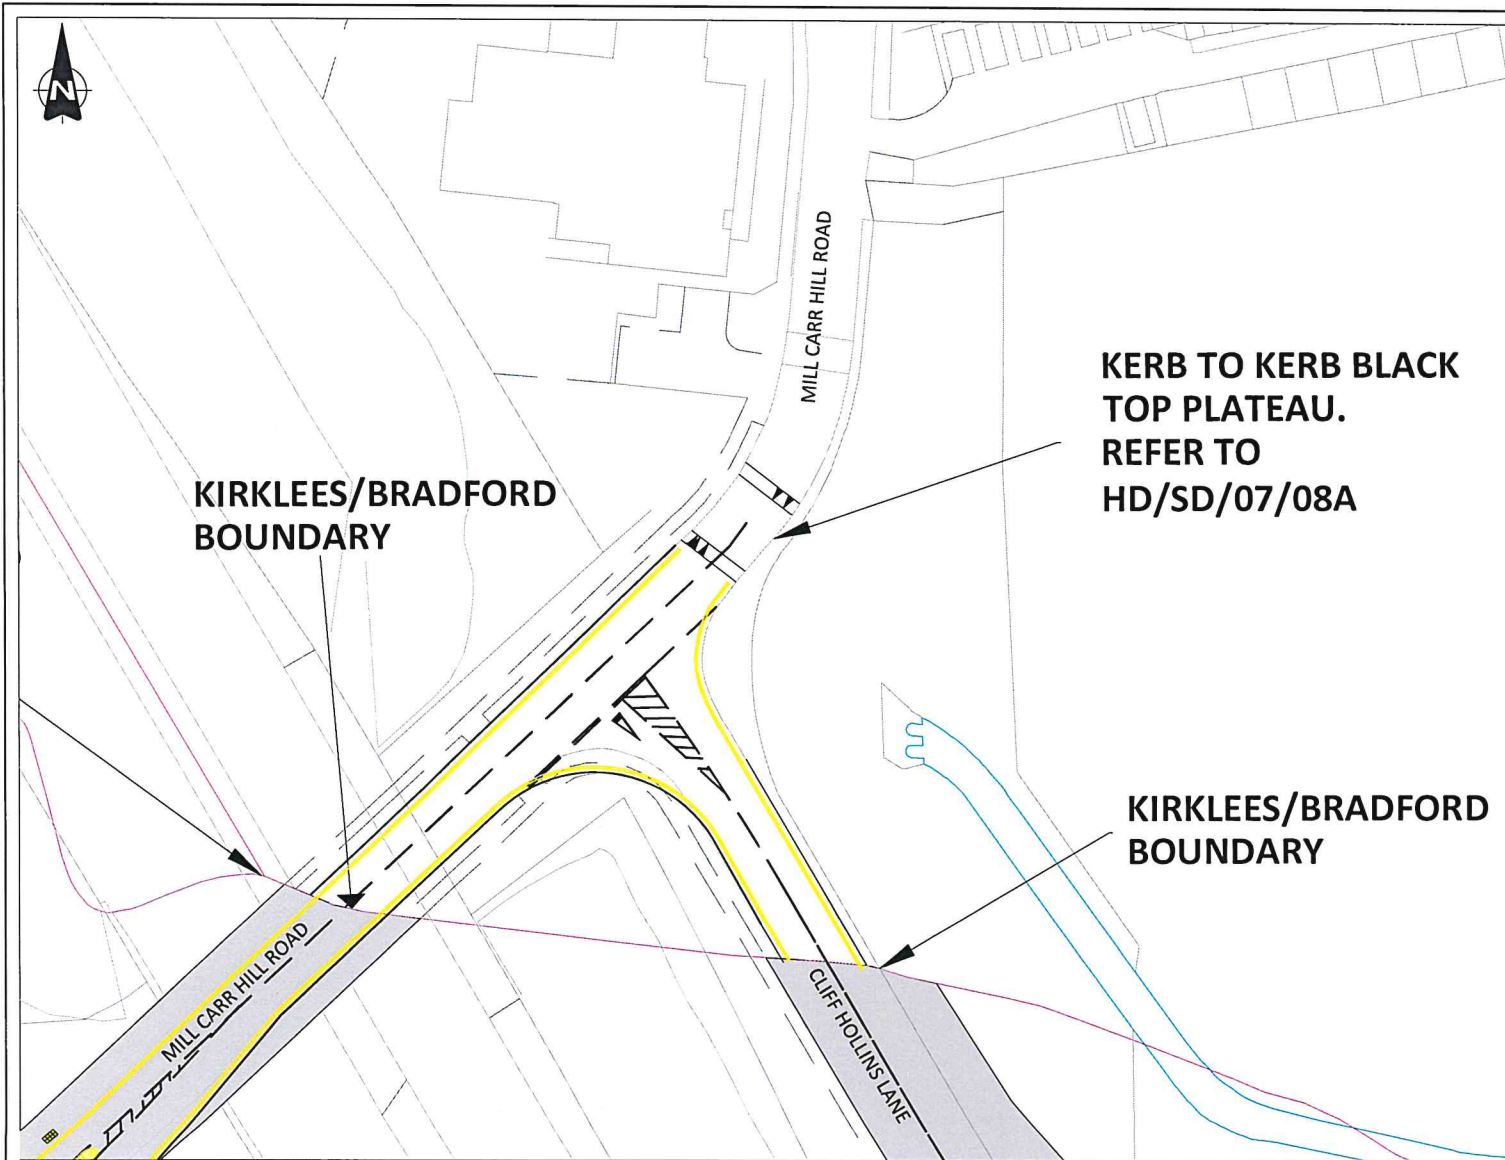 N
MILL CARR HILL ROAD
KERB TO KERB BLACK
TOP PLATEAU.
REFER TO
HD/SD/07/08A
KIRKLEES/BRADFORD
BOUNDARY
KIRKLEES/BRADFORD
BOUNDARY
MILL CARR HILL ROAD
CLIFF HOLLINS LANE